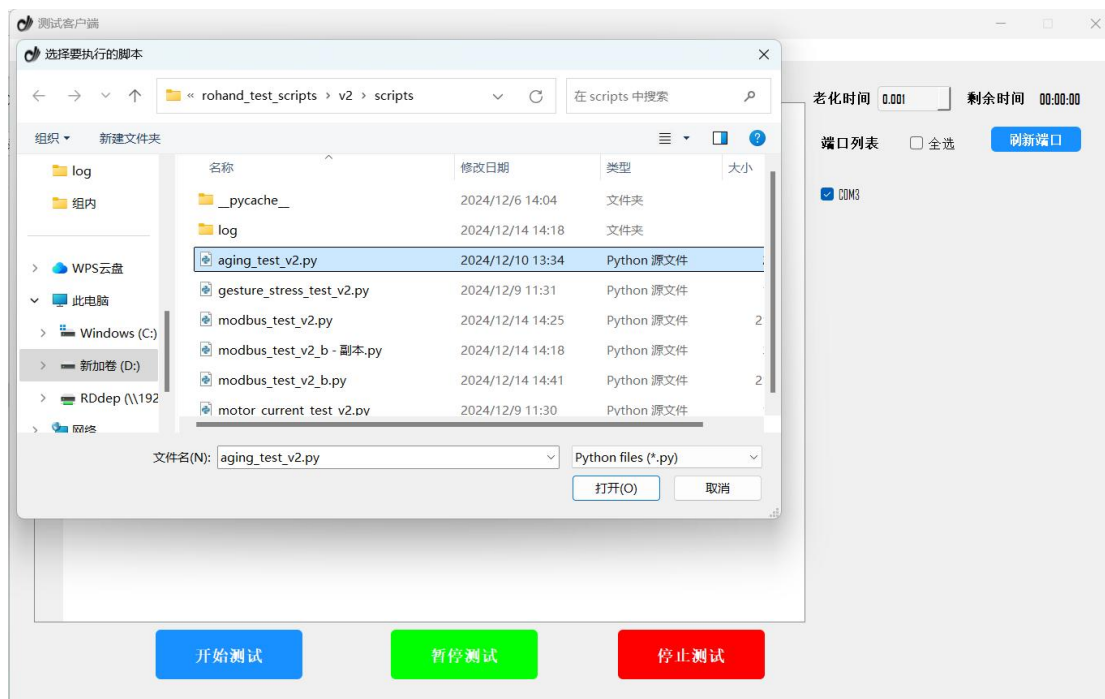 测试客户端
选择要执行的脚本
« rohand_test_scripts › v2 › scripts
在 scripts 中搜索
老化时间 0.001 剩余时间 00:00:00
组织 新建文件夹
端口列表 全选 刷新端口
COM3
名称 修改日期 类型 大小
log
组内
WPS云盘
此电脑
Windows (C:)
新加卷 (D:)
RDdep (\\192
网络
__pycache__ 2024/12/6 14:04 文件夹
log 2024/12/14 14:18 文件夹
aging_test_v2.py 2024/12/10 13:34 Python 源文件
gesture_stress_test_v2.py 2024/12/9 11:31 Python 源文件
modbus_test_v2.py 2024/12/14 14:25 Python 源文件 2
modbus_test_v2_b - 副本.py 2024/12/14 14:18 Python 源文件
modbus_test_v2_b.py 2024/12/14 14:41 Python 源文件 2
motor_current_test_v2.py 2024/12/9 11:30 Python 源文件
文件名(N): aging_test_v2.py Python files (*.py)
打开(O) 取消
开始测试 暂停测试 停止测试